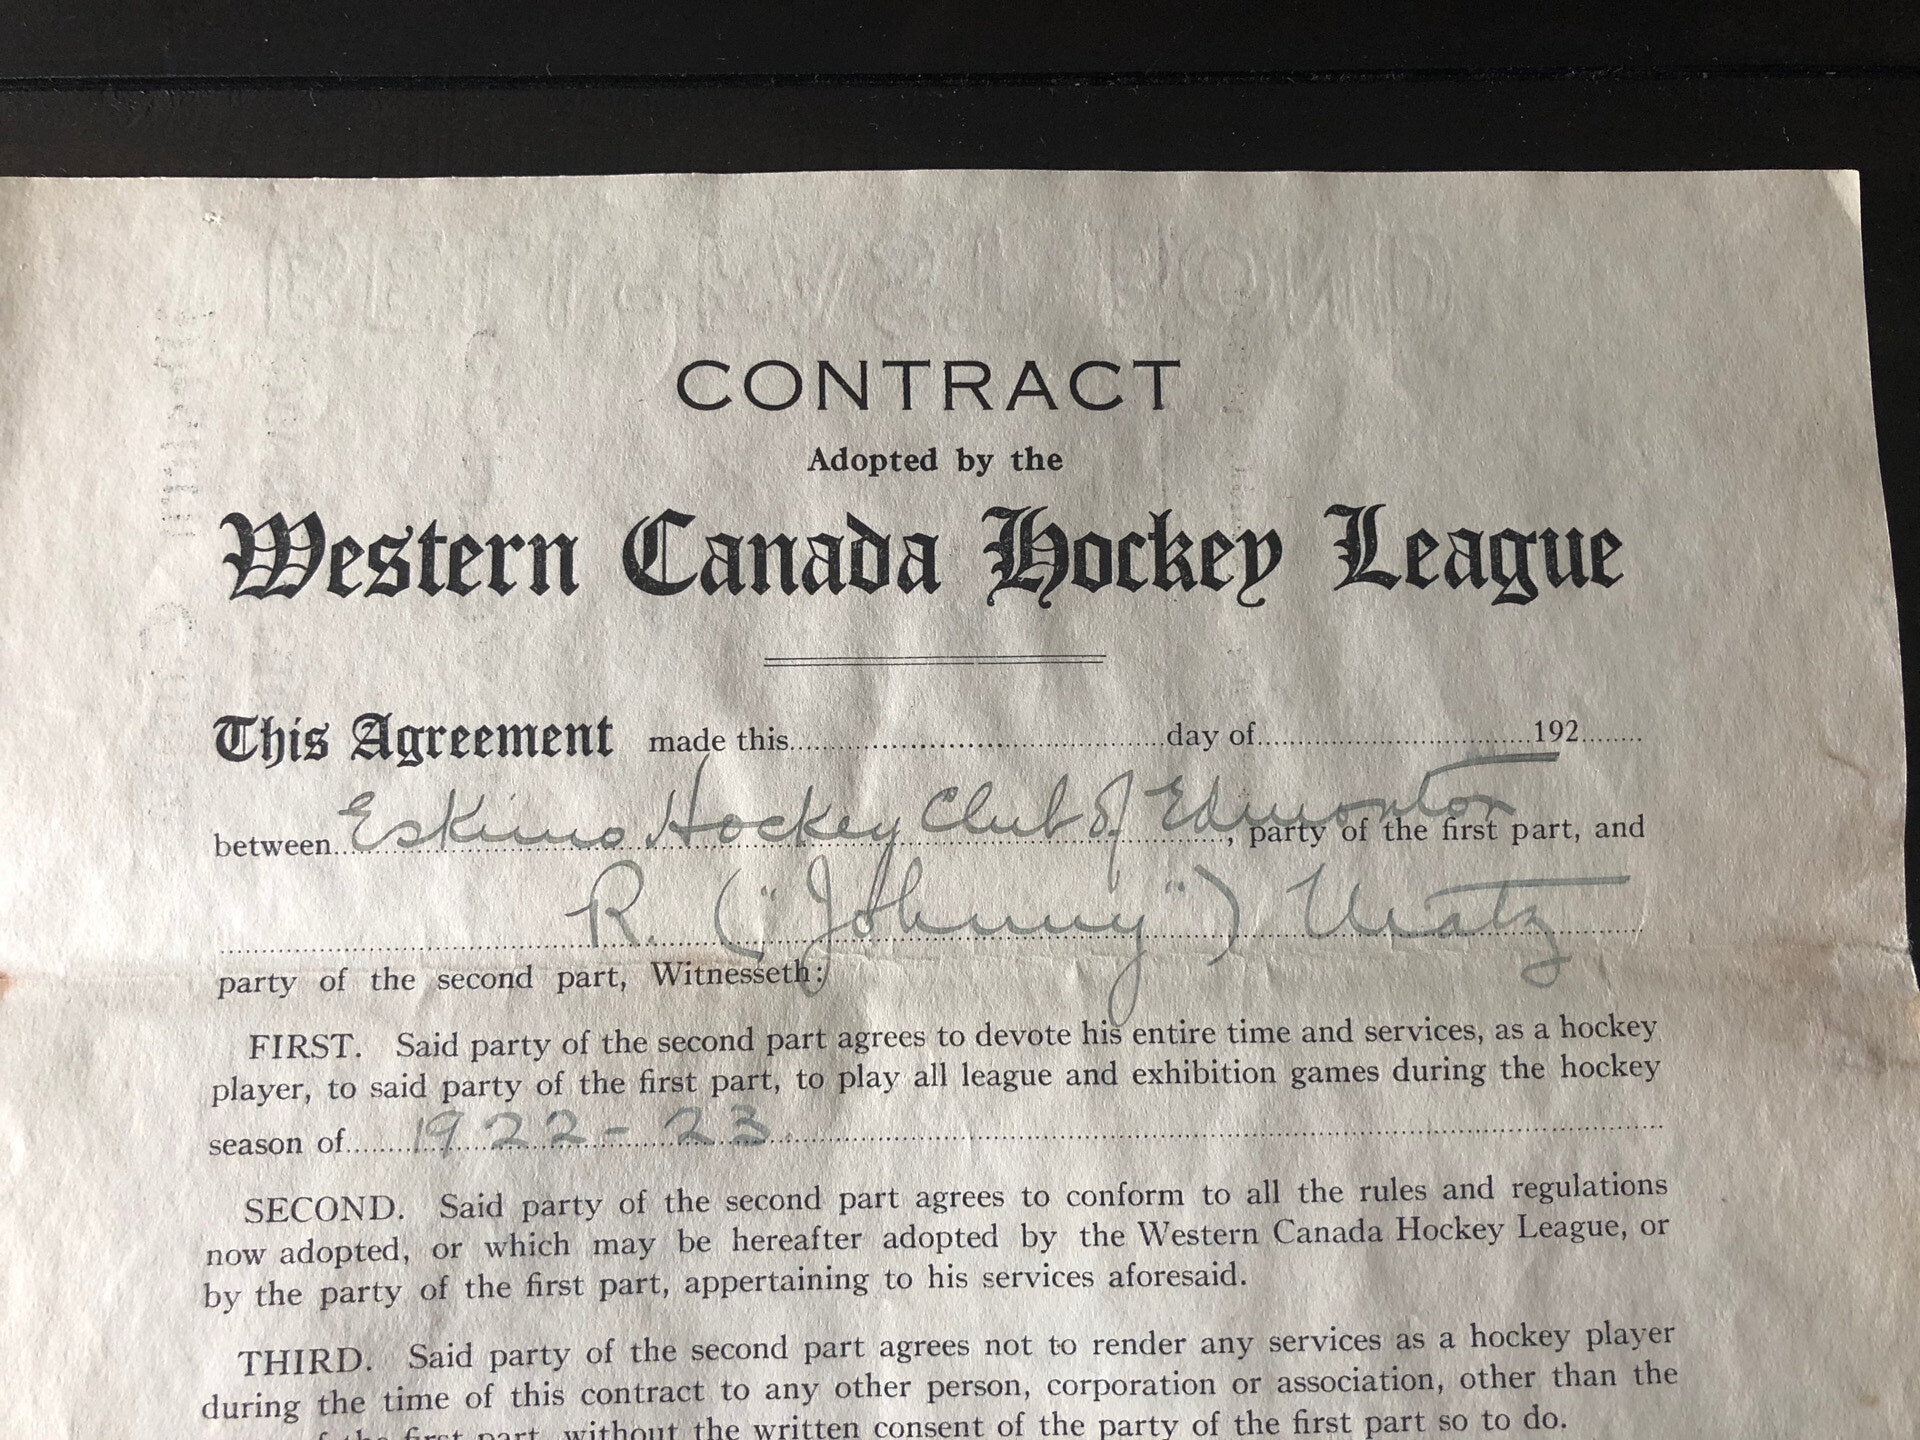 CONTRACT
Adopted by the
Western Canada Hockey League
This Agreement made this day of 192
between Eskimo Hockey Club of Edmonton, party of the first part, and
R. ("Johnny") Matz
party of the second part, Witnesseth:
FIRST. Said party of the second part agrees to devote his entire time and services, as a hockey
player, to said party of the first part, to play all league and exhibition games during the hockey
season of 1922-23.
SECOND. Said party of the second part agrees to conform to all the rules and regulations
now adopted, or which may be hereafter adopted by the Western Canada Hockey League, or
by the party of the first part, appertaining to his services aforesaid.
THIRD. Said party of the second part agrees not to render any services as a hockey player
during the time of this contract to any other person, corporation or association, other than the
of the first part, without the written consent of the party of the first part so to do.